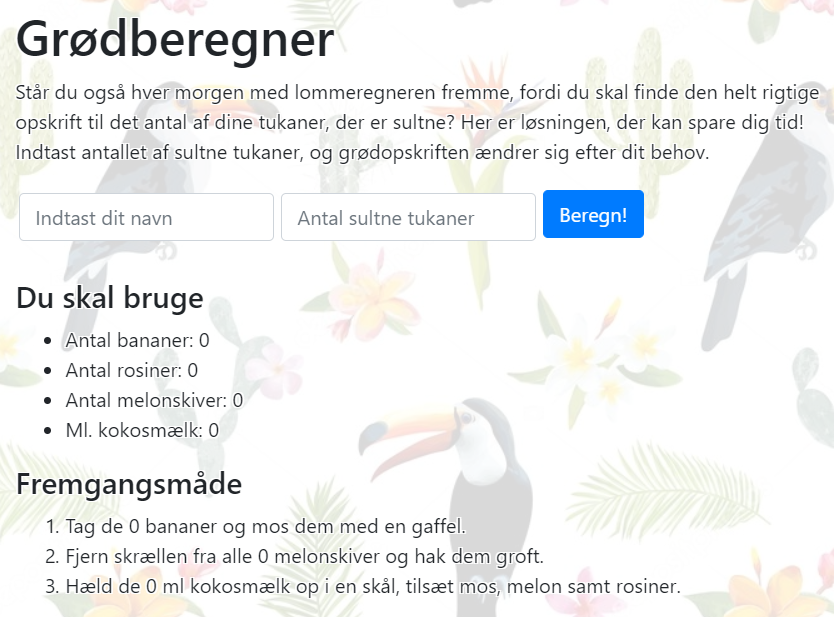 Grødberegner
Står du også hver morgen med lommeregneren fremme, fordi du skal finde den helt rigtige
opskrift til det antal af dine tukaner, der er sultne? Her er løsningen, der kan spare dig tid!
Indtast antallet af sultne tukaner, og grødopskriften ændrer sig efter dit behov.
Indtast dit navn Antal sultne tukaner Beregn!
Du skal bruge
• Antal bananer: 0
• Antal rosiner: 0
• Antal melonskiver: 0
• Ml. kokosmælk: 0
Fremgangsmåde
1. Tag de 0 bananer og mos dem med en gaffel.
2. Fjern skrællen fra alle 0 melonskiver og hak dem groft.
3. Hæld de 0 ml kokosmælk op i en skål, tilsæt mos, melon samt rosiner.